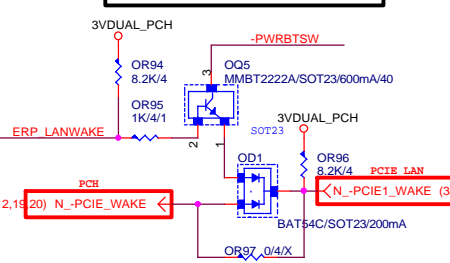 3VDUAL_PCH
-PWRBTSW
OR94
8.2K/4
3
OQ5
MMBT2222A/SOT23/600mA/40
OR95
1K/4/1
ERP_LANWAKE
2
1
SOT23
3VDUAL_PCH
OD1
OR96
8.2K/4
PCH
PCIE LAN
2,19,20) N_-PCIE_WAKE
N_-PCIE1_WAKE (3
BAT54C/SOT23/200mA
OR97 0/4/X